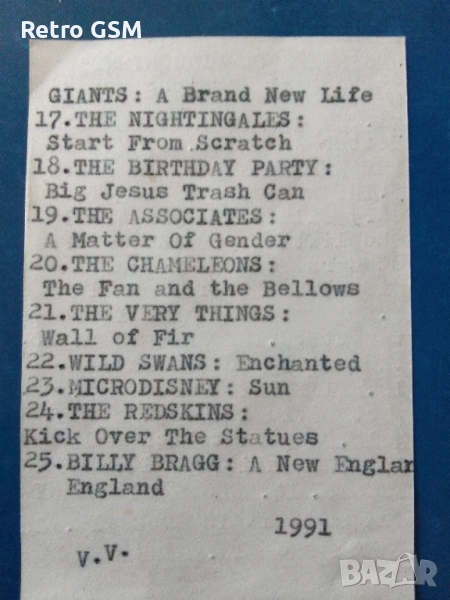 Retro GSM
GIANTS: A Brand New Life
17.THE NIGHTINGALES:
Start From Scratch
18.THE BIRTHDAY PARTY:
Big Jesus Trash Can
19.THE ASSOCIATES:
A Matter Of Gender
20.THE CHAMELEONS:
The Fan and the Bellows
21.THE VERY THINGS:
Wall of Fir
22.WILD SWANS: Enchanted
23.MICRODISNEY: Sun
24.THE REDSKINS:
Kick Over The Statues
25.BILLY BRAGG: A New Englan
England
1991
V.V.
BAZAR